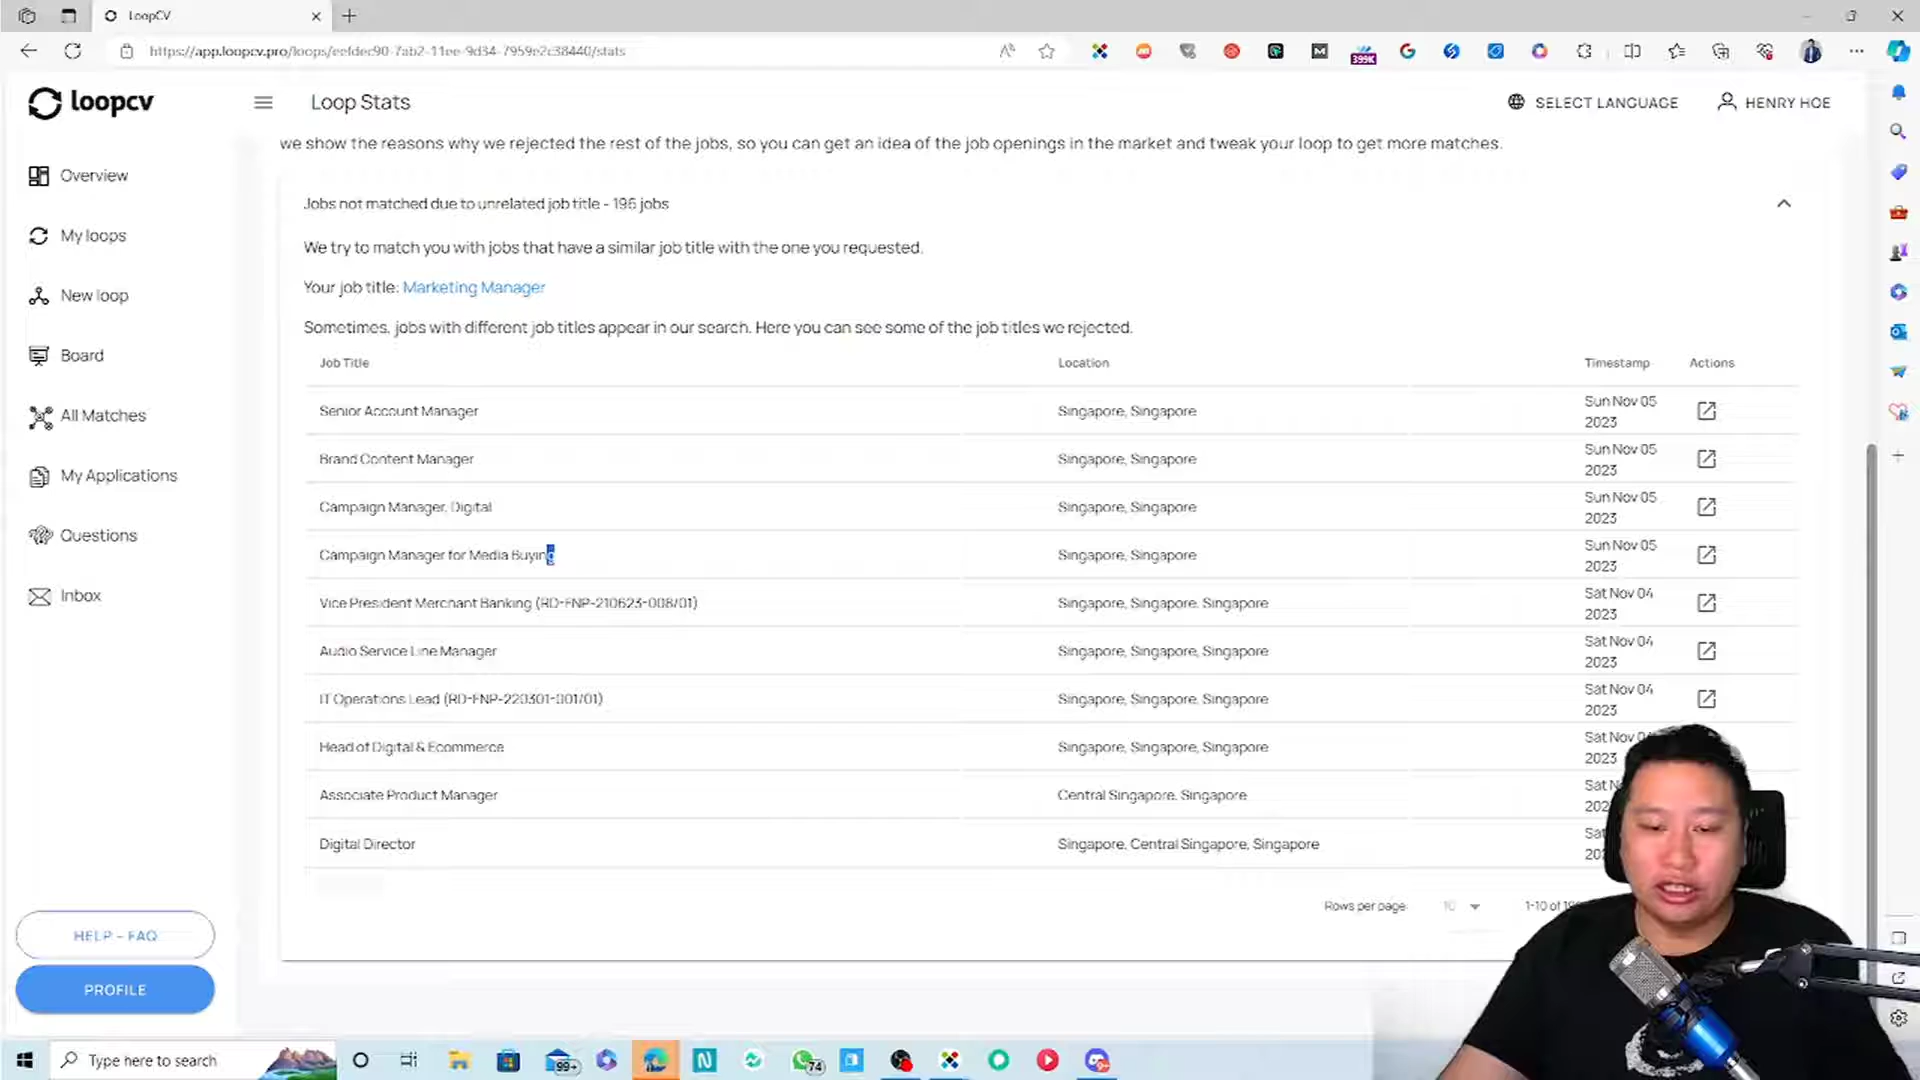 LoopCV
https://app.loopcv.pro/loops/eefdec90-7ab2-11ee-9d34-7959e2c38440/stats
399K
loopcv
Loop Stats
SELECT LANGUAGE
HENRY HOE
we show the reasons why we rejected the rest of the jobs, so you can get an idea of the job openings in the market and tweak your loop to get more matches.
Overview
My loops
New loop
Board
All Matches
My Applications
Questions
Inbox
HELP - FAQ
PROFILE
Jobs not matched due to unrelated job title - 196 jobs
We try to match you with jobs that have a similar job title with the one you requested.
Your job title: Marketing Manager
Sometimes, jobs with different job titles appear in our search. Here you can see some of the job titles we rejected.
Job Title Location Timestamp Actions
Senior Account Manager Singapore, Singapore Sun Nov 05 2023
Brand Content Manager Singapore, Singapore Sun Nov 05 2023
Campaign Manager, Digital Singapore, Singapore Sun Nov 05 2023
Campaign Manager for Media Buying Singapore, Singapore Sun Nov 05 2023
Vice President Merchant Banking (RD-FNP-210623-008/01) Singapore, Singapore, Singapore Sat Nov 04 2023
Audio Service Line Manager Singapore, Singapore, Singapore Sat Nov 04 2023
IT Operations Lead (RD-FNP-220301-001/01) Singapore, Singapore, Singapore Sat Nov 04 2023
Head of Digital & Ecommerce Singapore, Singapore, Singapore Sat Nov 2023
Associate Product Manager Central Singapore, Singapore
Digital Director Singapore, Central Singapore, Singapore
Rows per page: 10 1-10 of
Type here to search
99+
74